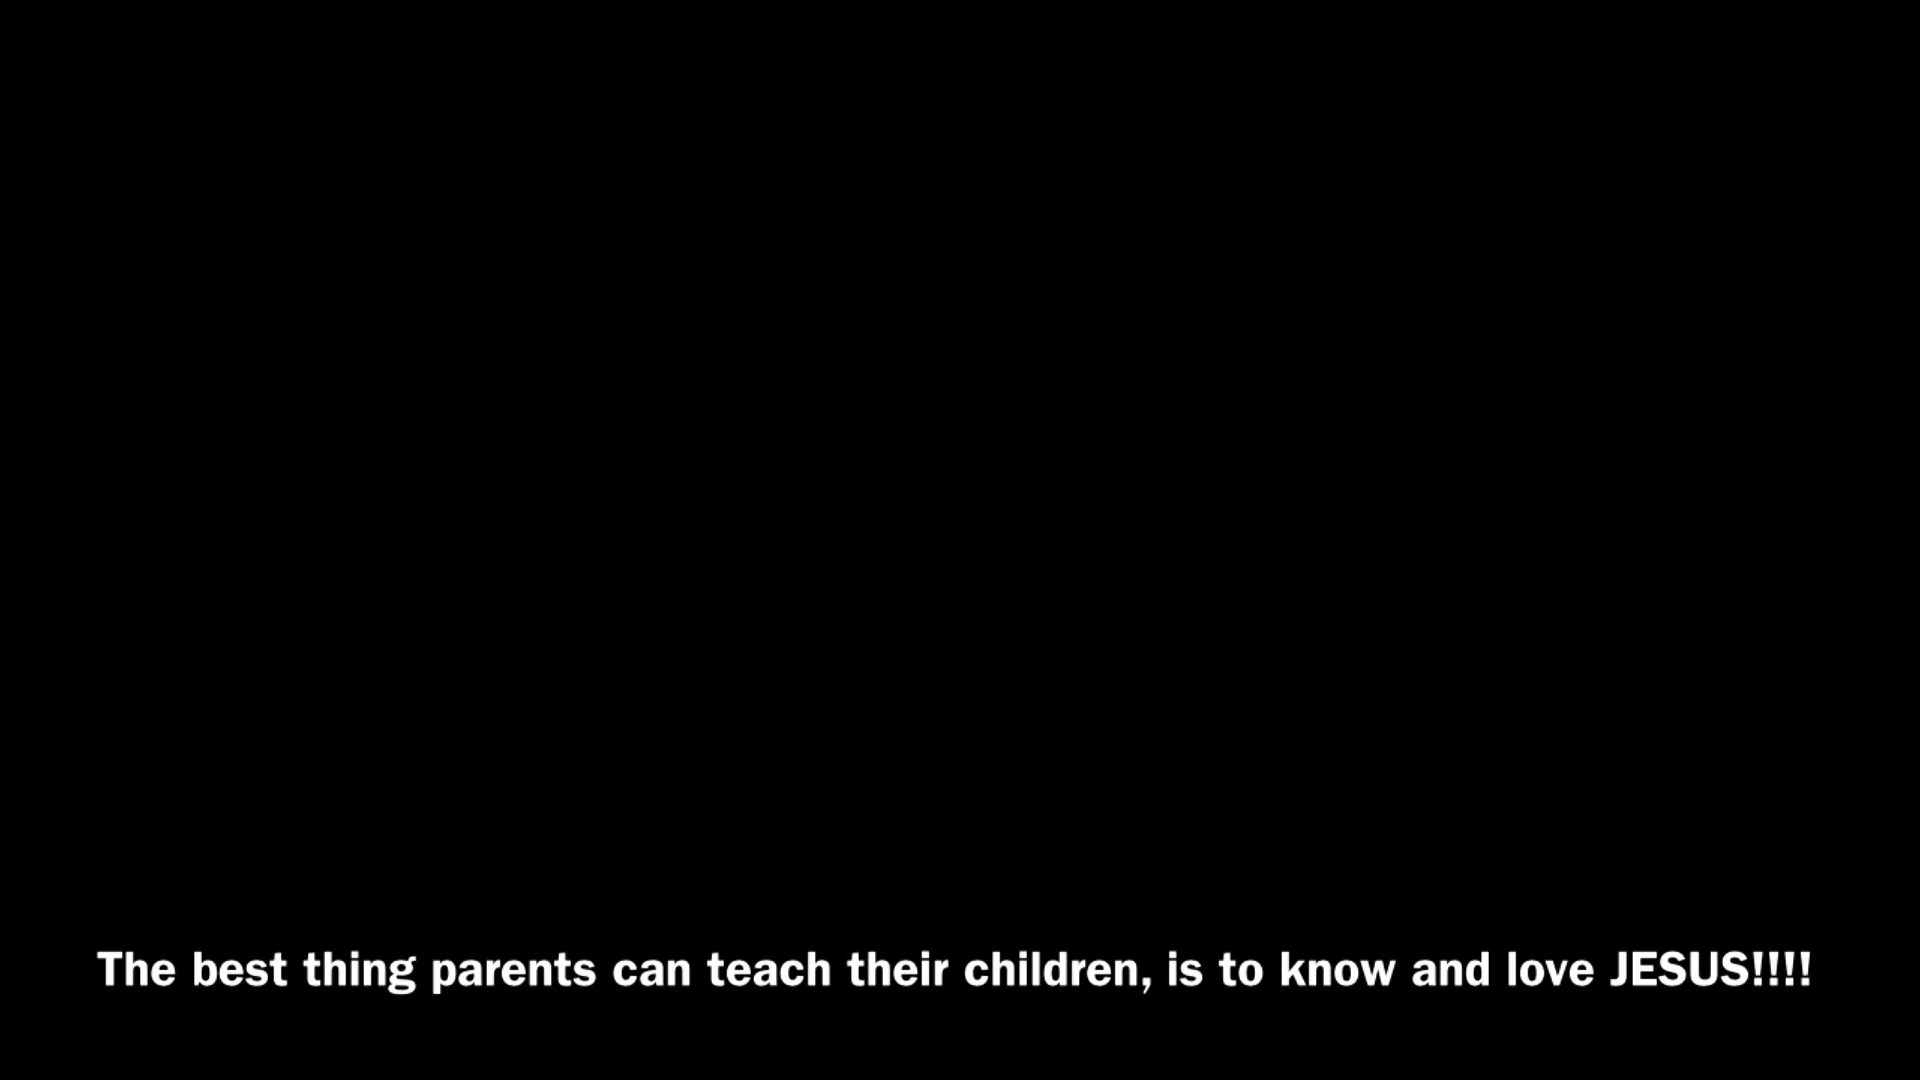 The best thing parents can teach their children, is to know and love JESUS!!!!